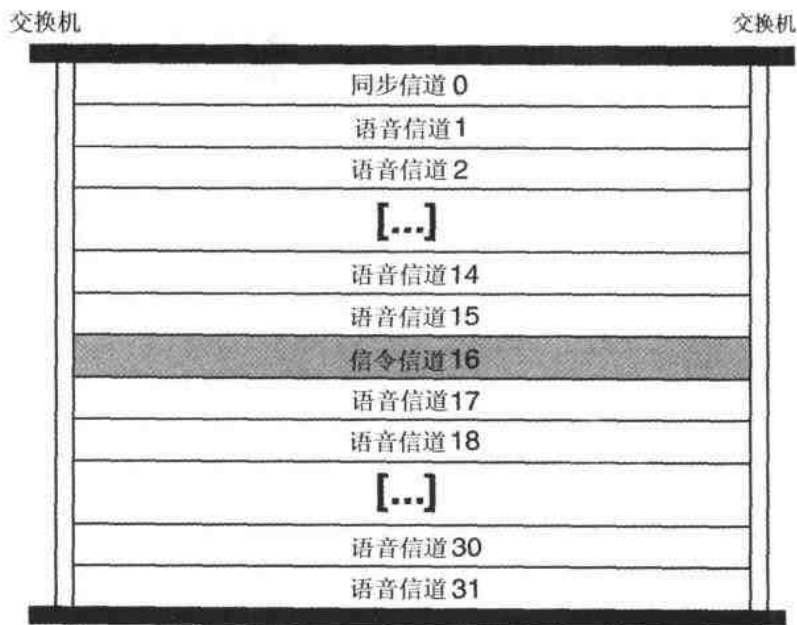 交换机 交换机
同步信道 0
语音信道 1
语音信道 2
[...]
语音信道 14
语音信道 15
信令信道 16
语音信道 17
语音信道 18
[...]
语音信道 30
语音信道 31